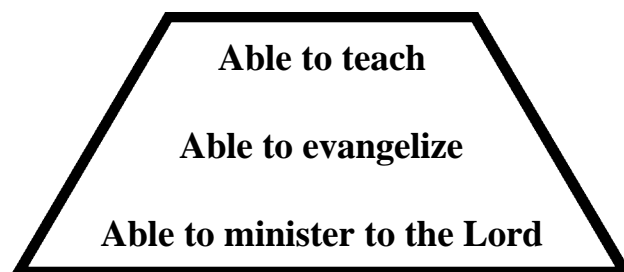 Able to teach
Able to evangelize
Able to minister to the Lord